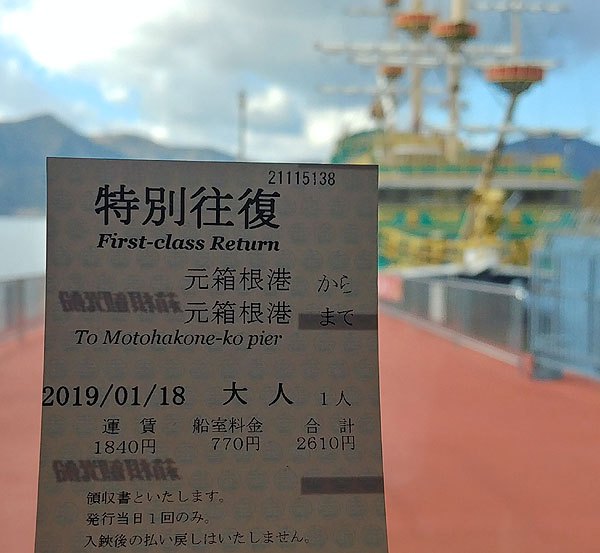 21115138
特別往復
First-class Return
元箱根港 から
元箱根港 まで
To Motohakone-ko pier
2019/01/18 大人 1人
運賃 船室料金 合計
1840円 770円 2610円
領収書といたします。
発行当日1回のみ。
入鋏後の払い戻しはいたしません。